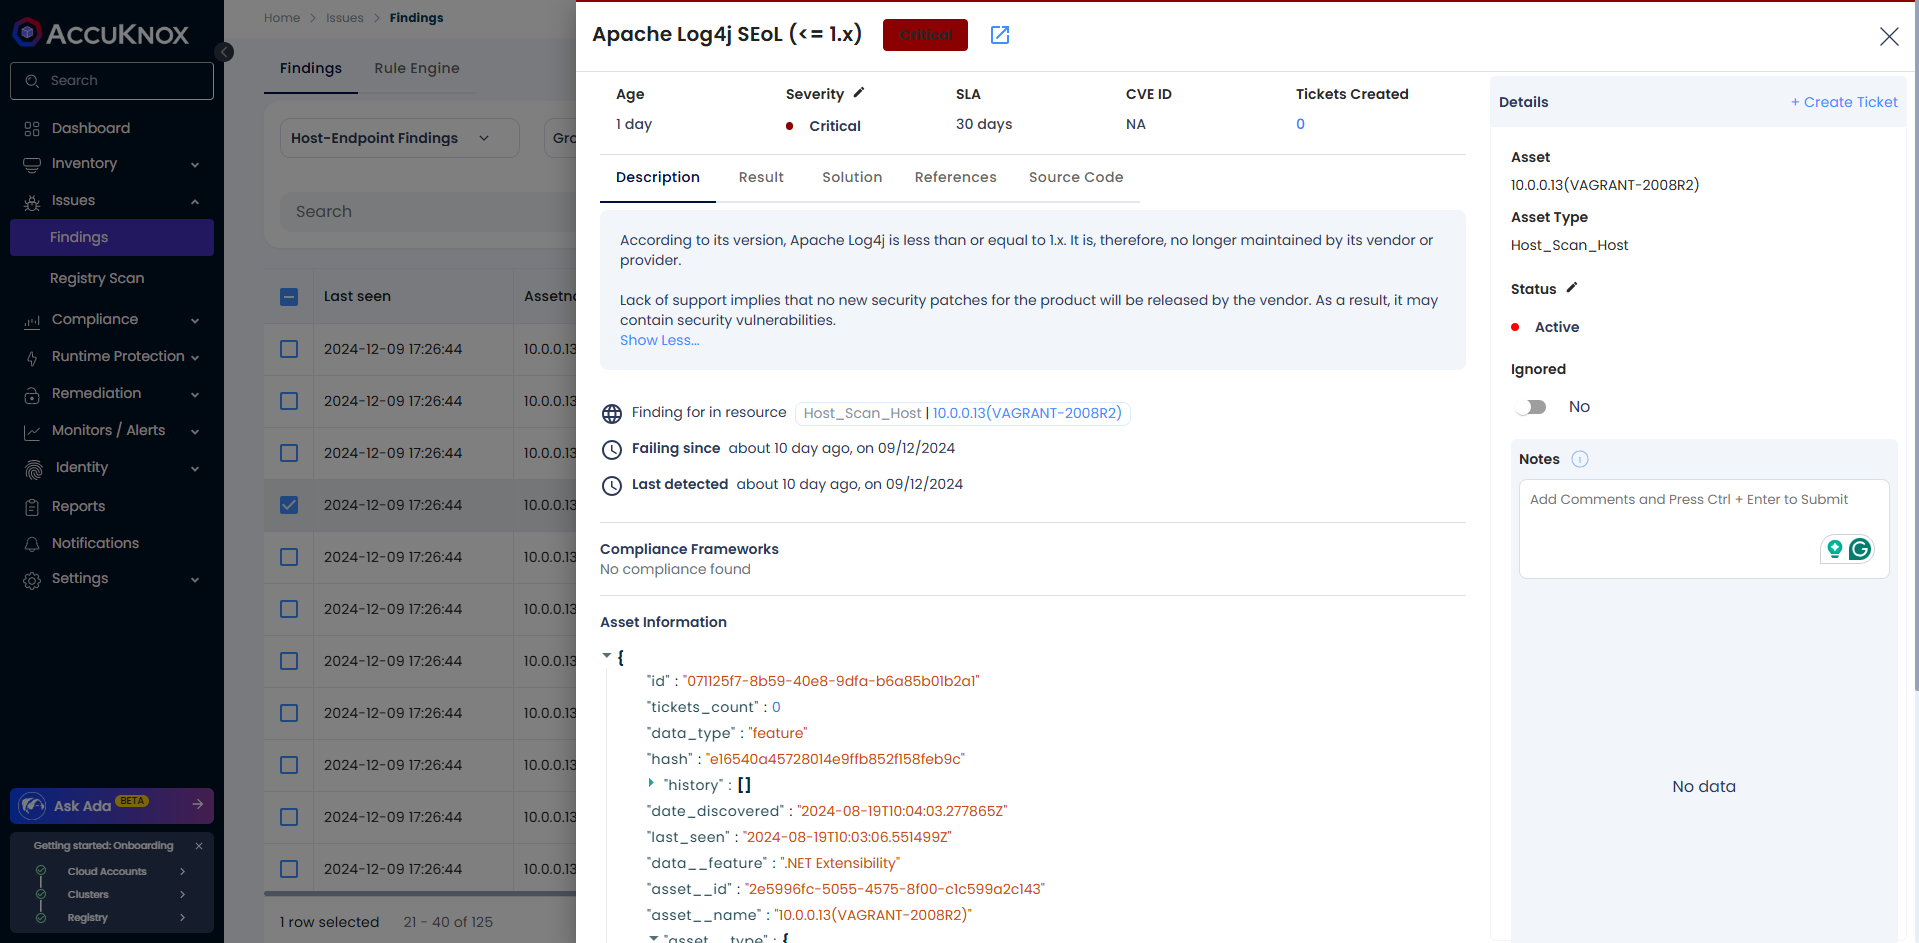 ACCUKNOX
Search
Dashboard
Inventory
Issues
Findings
Registry Scan
Compliance
Runtime Protection
Remediation
Monitors / Alerts
Identity
Reports
Notifications
Settings
Ask Ada BETA
Getting started: Onboarding
Cloud Accounts
Clusters
Registry
Home > Issues > Findings
Findings Rule Engine
Host-Endpoint Findings
Gro
Search
Last seen Assetna
2024-12-09 17:26:44 10.0.0.13
2024-12-09 17:26:44 10.0.0.13
2024-12-09 17:26:44 10.0.0.13
2024-12-09 17:26:44 10.0.0.13
2024-12-09 17:26:44 10.0.0.13
2024-12-09 17:26:44 10.0.0.13
2024-12-09 17:26:44 10.0.0.13
2024-12-09 17:26:44 10.0.0.13
2024-12-09 17:26:44 10.0.0.13
2024-12-09 17:26:44 10.0.0.13
2024-12-09 17:26:44 10.0.0.13
1 row selected 21 - 40 of 125
Apache Log4j SEoL (<= 1.x) Critical
Age Severity SLA CVE ID Tickets Created
1 day Critical 30 days NA 0
Description Result Solution References Source Code
According to its version, Apache Log4j is less than or equal to 1.x. It is, therefore, no longer maintained by its vendor or
provider.
Lack of support implies that no new security patches for the product will be released by the vendor. As a result, it may
contain security vulnerabilities.
Show Less...
Finding for in resource Host_Scan_Host | 10.0.0.13(VAGRANT-2008R2)
Failing since about 10 day ago, on 09/12/2024
Last detected about 10 day ago, on 09/12/2024
Compliance Frameworks
No compliance found
Asset Information
{
"id" : "071125f7-8b59-40e8-9dfa-b6a85b01b2a1"
"tickets_count" : 0
"data_type" : "feature"
"hash" : "e16540a45728014e9ffb852f158feb9c"
"history" : []
"date_discovered" : "2024-08-19T10:04:03.277865Z"
"last_seen" : "2024-08-19T10:03:06.551499Z"
"data__feature" : ".NET Extensibility"
"asset__id" : "2e5996fc-5055-4575-8f00-c1c599a2c143"
"asset__name" : "10.0.0.13(VAGRANT-2008R2)"
"asset__type" : {
Details + Create Ticket
Asset
10.0.0.13(VAGRANT-2008R2)
Asset Type
Host_Scan_Host
Status
Active
Ignored
No
Notes
Add Comments and Press Ctrl + Enter to Submit
No data